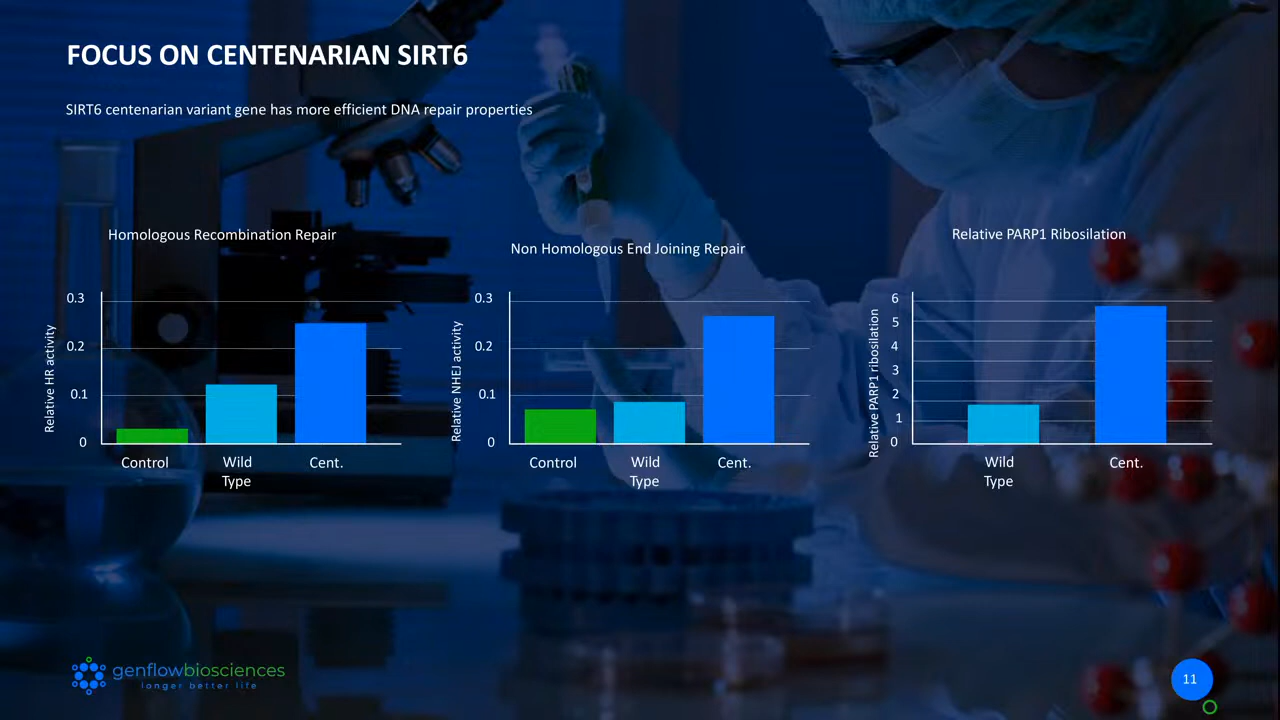 FOCUS ON CENTENARIAN SIRT6
SIRT6 centenarian variant gene has more efficient DNA repair properties
Homologous Recombination Repair
Relative HR activity
0.3
0.2
0.1
0
Control
Wild
Type
Cent.
Non Homologous End Joining Repair
Relative NHEJ activity
0.3
0.2
0.1
0
Control
Wild
Type
Cent.
Relative PARP1 Ribosilation
Relative PARP1 ribosilation
6
5
4
3
2
1
0
Wild
Type
Cent.
genflowbiosciences
longer better life
11